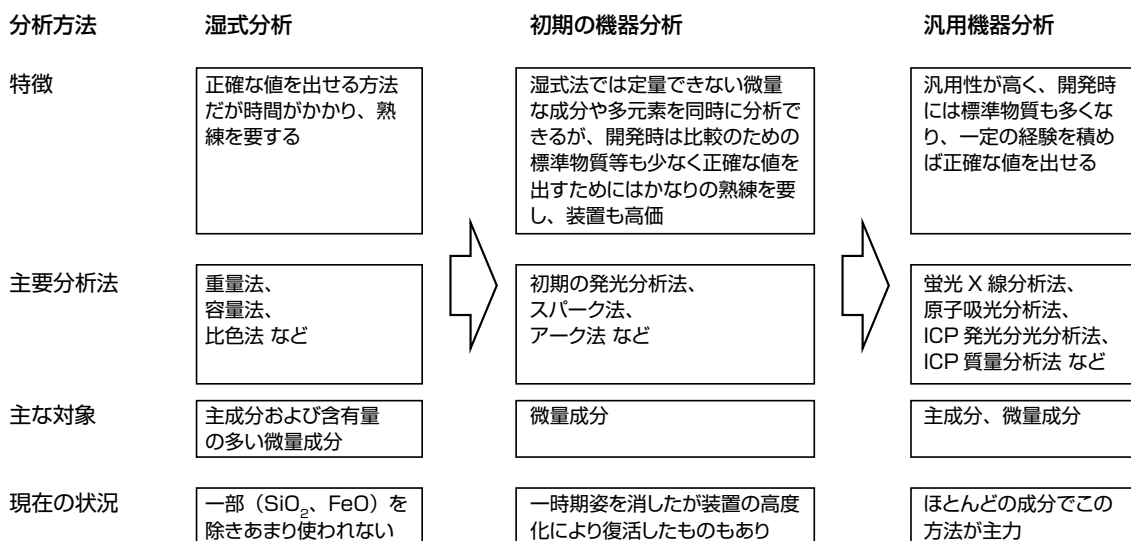 分析方法
湿式分析
初期の機器分析
汎用機器分析
特徴
正確な値を出せる方法
だが時間がかかり、熟
練を要する
湿式法では定量できない微量
な成分や多元素を同時に分析で
きるが、開発時は比較のための
標準物質等も少なく正確な値を
出すためにはかなりの熟練を要
し、装置も高価
汎用性が高く、開発時
には標準物質も多くな
り、一定の経験を積め
ば正確な値を出せる
主要分析法
重量法、
容量法、
比色法 など
初期の発光分析法、
スパーク法、
アーク法 など
蛍光 X 線分析法、
原子吸光分析法、
ICP 発光分光分析法、
ICP 質量分析法 など
主な対象
主成分および含有量
の多い微量成分
微量成分
主成分、微量成分
現在の状況
一部（SiO₂、FeO）を
除きあまり使われない
一時期姿を消したが装置の高度
化により復活したものもあり
ほとんどの成分でこの
方法が主力